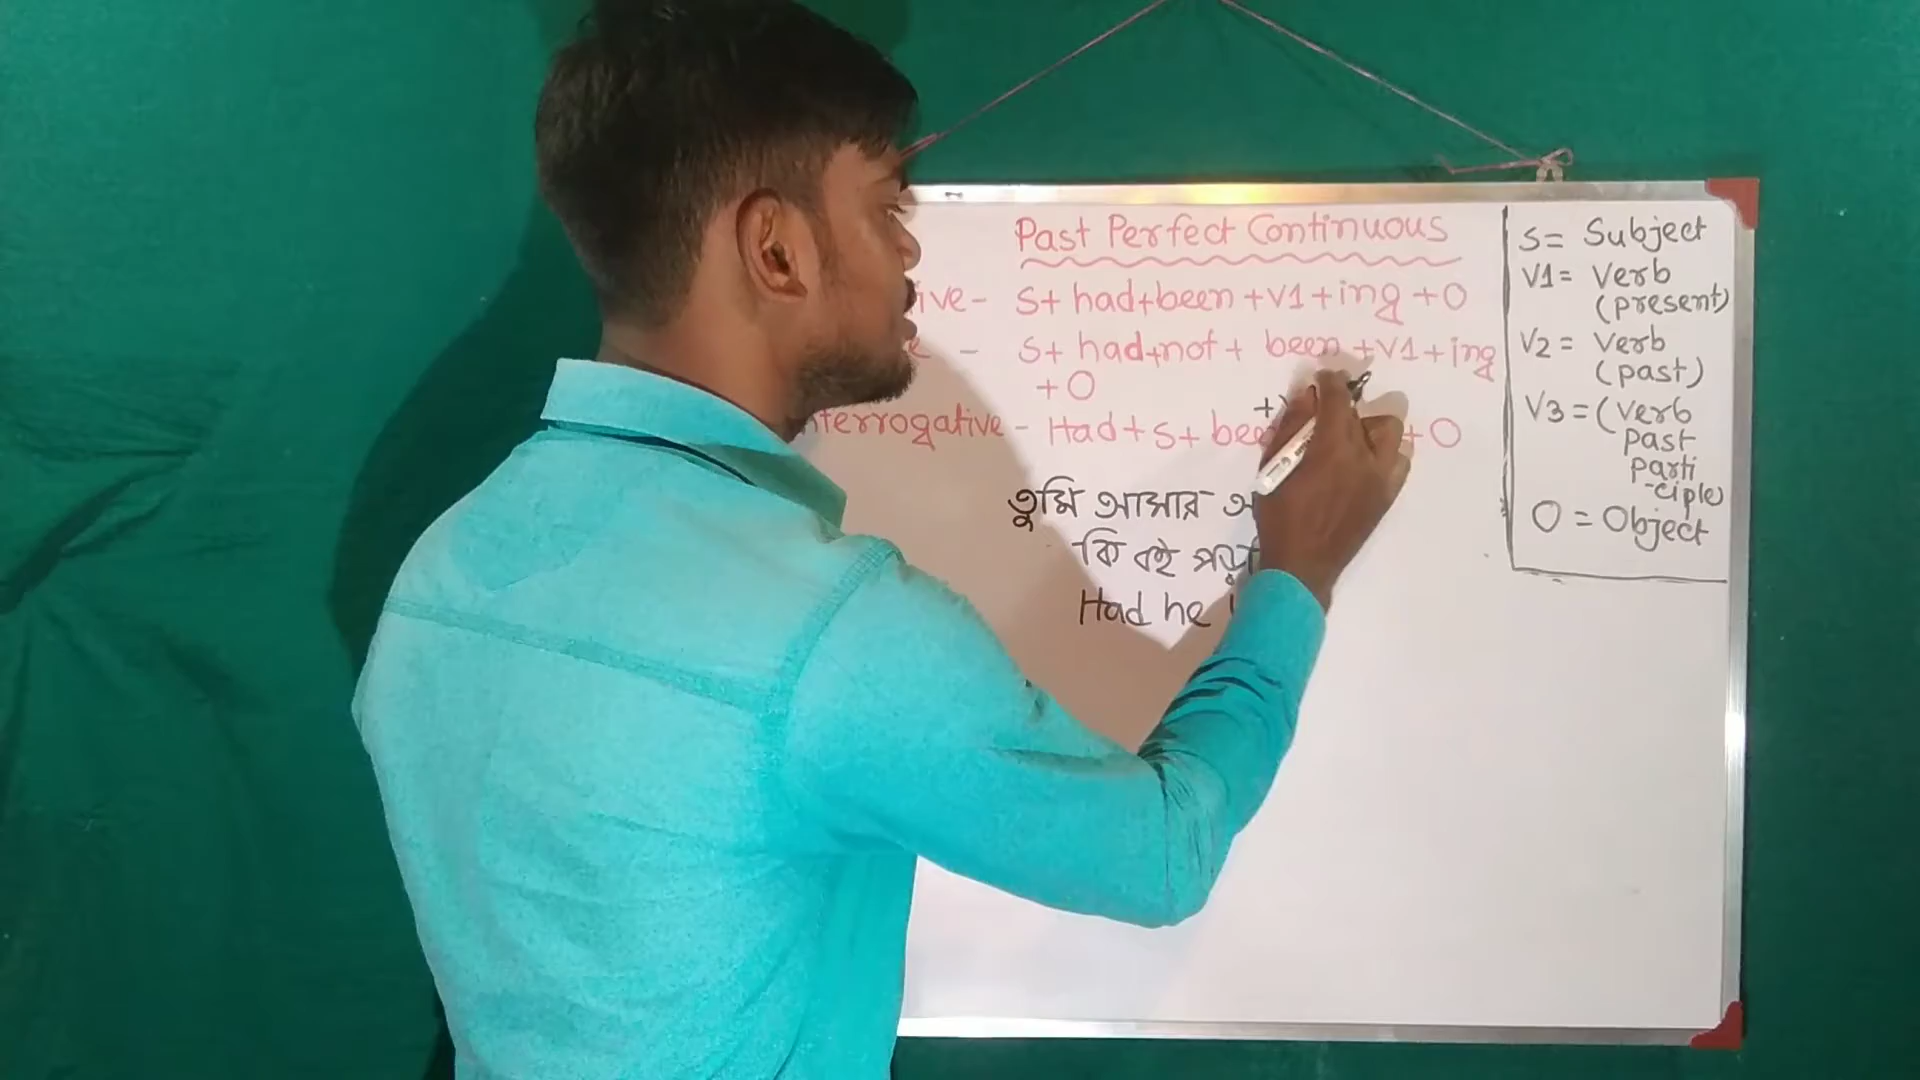 Past Perfect Continuous
ive- S+ had+been +V1+ing +O
e - S+ had+not+ been +V1+ing
+O
nterrogative - Had+ S+ bee +O
+V
তুমি আমার
কি বই
Had he
S= Subject
V1= Verb
(present)
V2 = Verb
(past)
V3 = (Verb
past
parti
-ciple)
O = Object